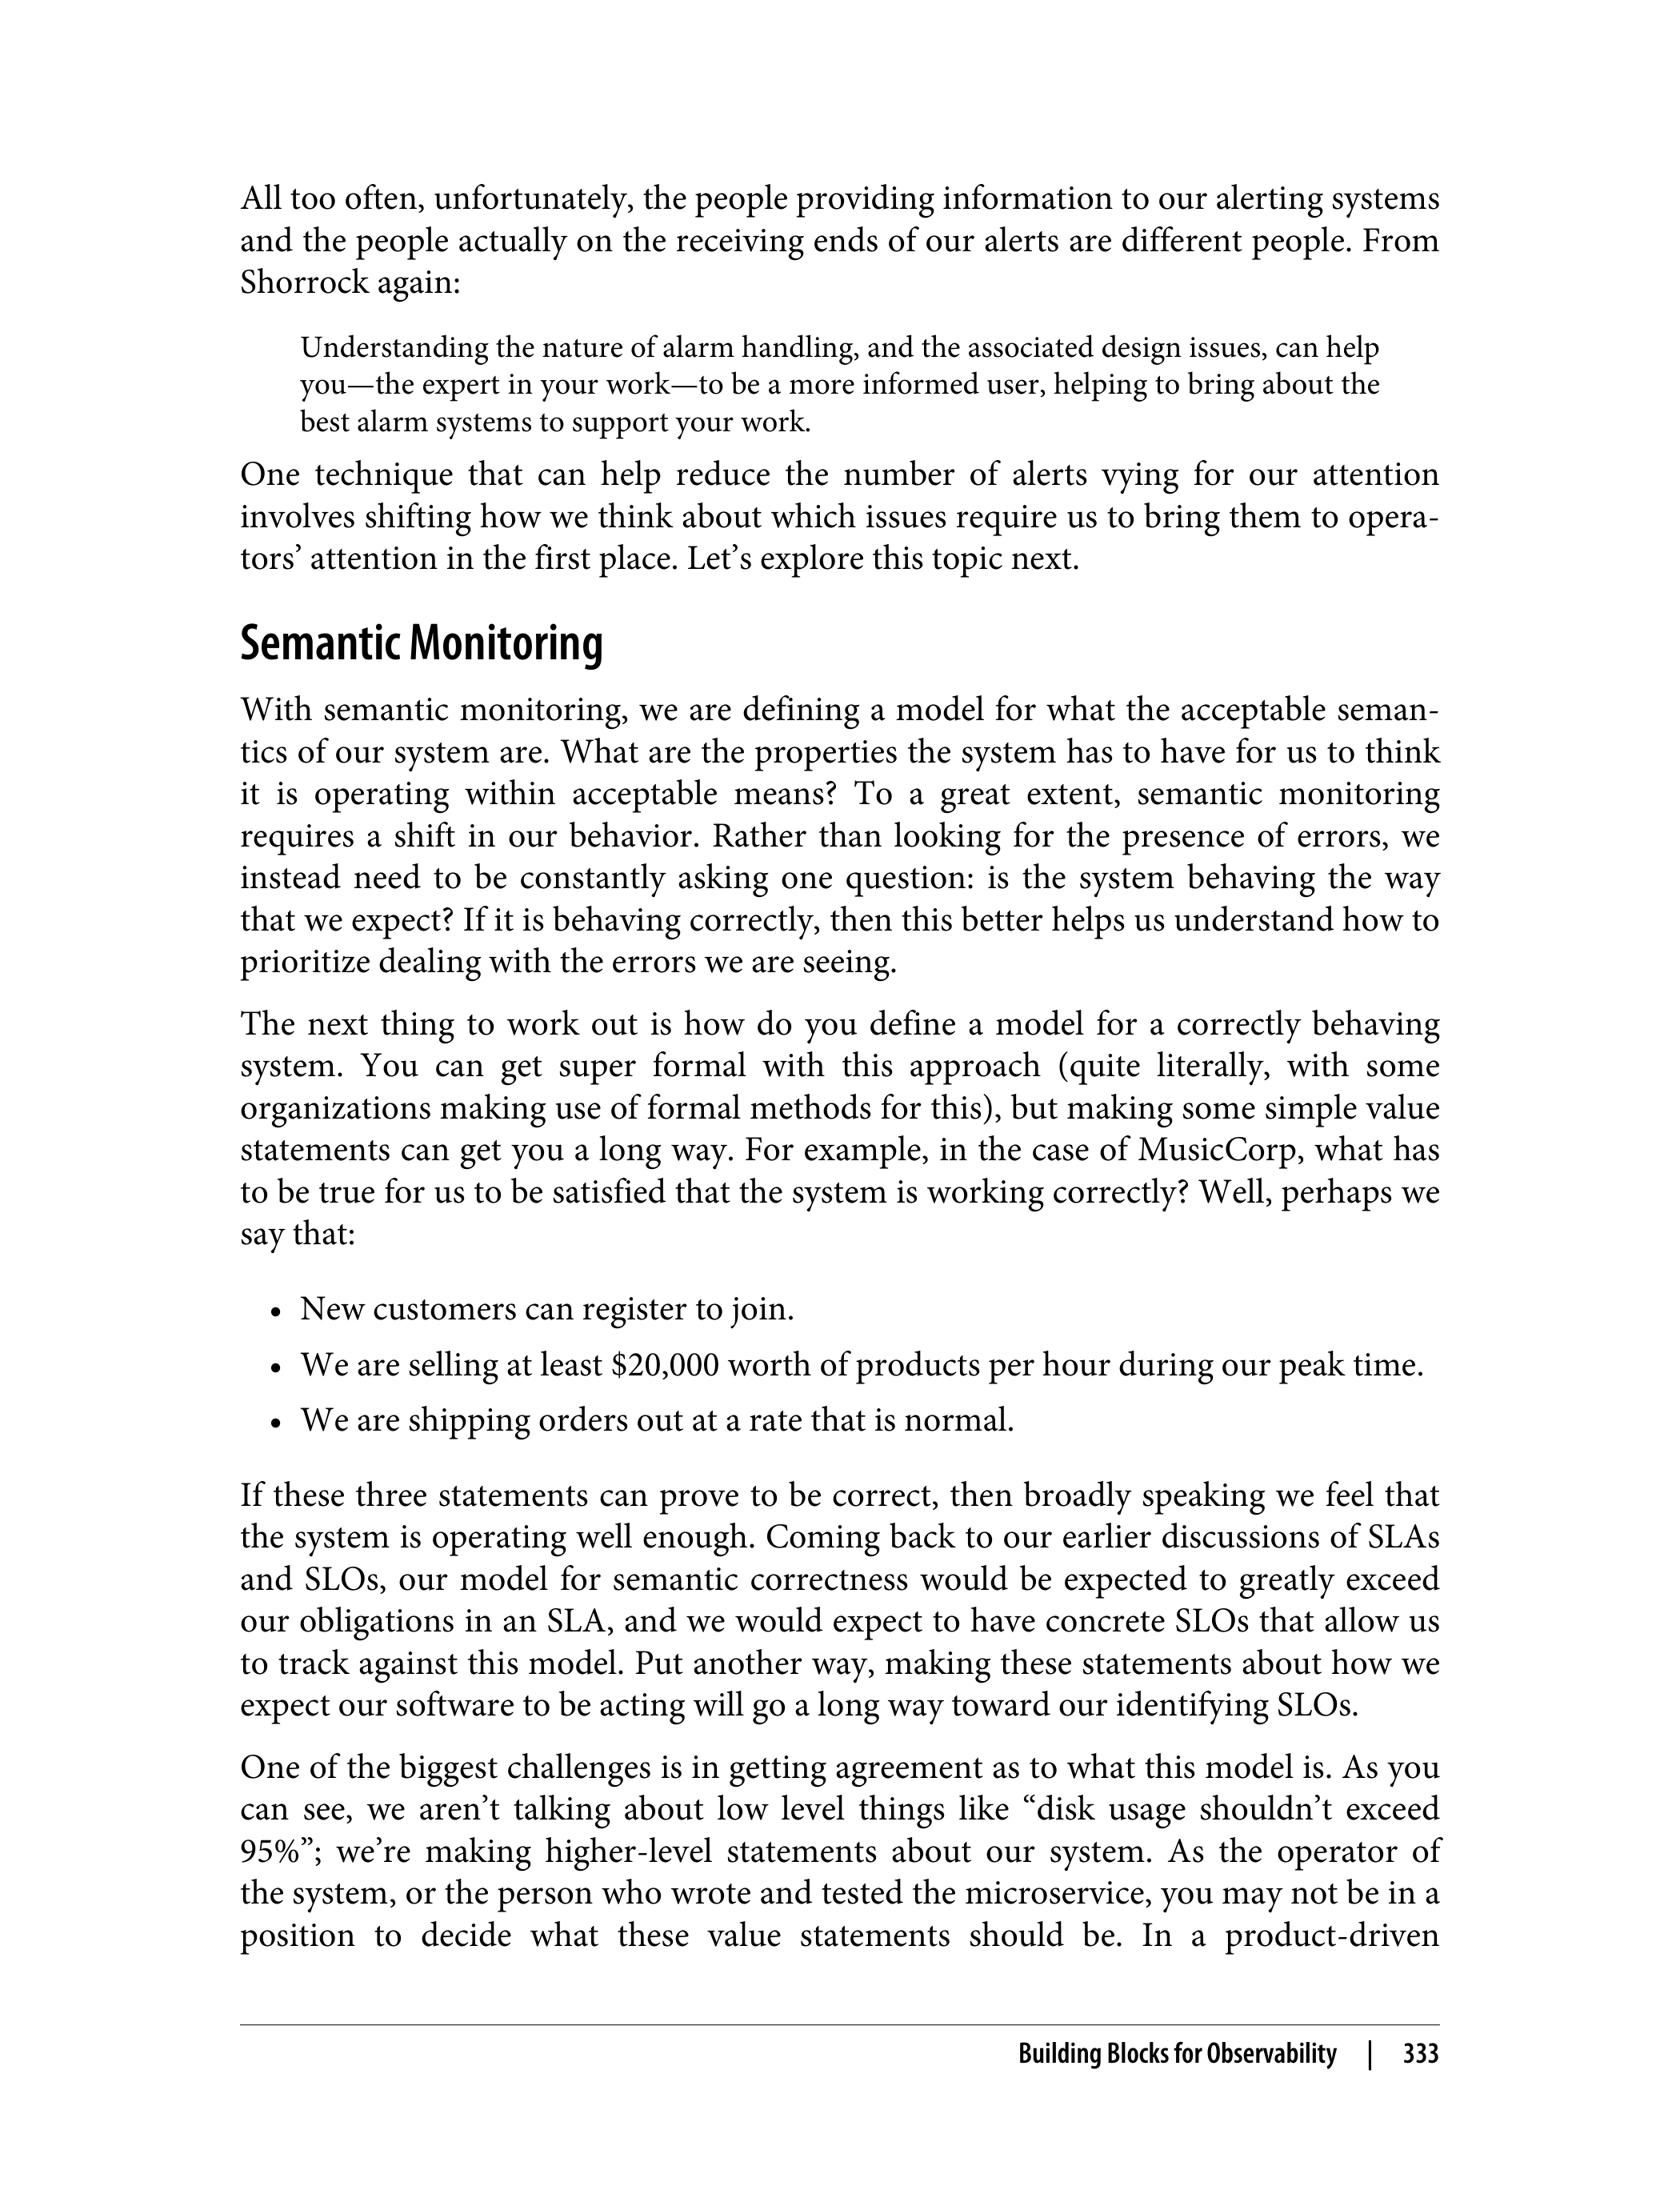 All too often, unfortunately, the people providing information to our alerting systems
and the people actually on the receiving ends of our alerts are different people. From
Shorrock again:
Understanding the nature of alarm handling, and the associated design issues, can help
you—the expert in your work—to be a more informed user, helping to bring about the
best alarm systems to support your work.
One technique that can help reduce the number of alerts vying for our attention
involves shifting how we think about which issues require us to bring them to opera-
tors’ attention in the first place. Let’s explore this topic next.
Semantic Monitoring
With semantic monitoring, we are defining a model for what the acceptable seman-
tics of our system are. What are the properties the system has to have for us to think
it is operating within acceptable means? To a great extent, semantic monitoring
requires a shift in our behavior. Rather than looking for the presence of errors, we
instead need to be constantly asking one question: is the system behaving the way
that we expect? If it is behaving correctly, then this better helps us understand how to
prioritize dealing with the errors we are seeing.
The next thing to work out is how do you define a model for a correctly behaving
system. You can get super formal with this approach (quite literally, with some
organizations making use of formal methods for this), but making some simple value
statements can get you a long way. For example, in the case of MusicCorp, what has
to be true for us to be satisfied that the system is working correctly? Well, perhaps we
say that:
• New customers can register to join.
• We are selling at least $20,000 worth of products per hour during our peak time.
• We are shipping orders out at a rate that is normal.
If these three statements can prove to be correct, then broadly speaking we feel that
the system is operating well enough. Coming back to our earlier discussions of SLAs
and SLOs, our model for semantic correctness would be expected to greatly exceed
our obligations in an SLA, and we would expect to have concrete SLOs that allow us
to track against this model. Put another way, making these statements about how we
expect our software to be acting will go a long way toward our identifying SLOs.
One of the biggest challenges is in getting agreement as to what this model is. As you
can see, we aren’t talking about low level things like “disk usage shouldn’t exceed
95%”; we’re making higher-level statements about our system. As the operator of
the system, or the person who wrote and tested the microservice, you may not be in a
position to decide what these value statements should be. In a product-driven
Building Blocks for Observability | 333